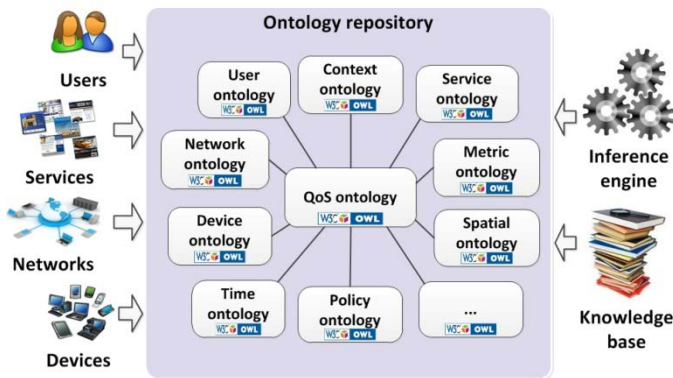 Ontology repository
Users
Services
Networks
Devices
User
ontology
W3C OWL
Context
ontology
W3C OWL
Service
ontology
W3C OWL
Network
ontology
W3C OWL
Metric
ontology
W3C OWL
QoS ontology
W3C OWL
Device
ontology
W3C OWL
Spatial
ontology
W3C OWL
Time
ontology
W3C OWL
Policy
ontology
W3C OWL
...
W3C OWL
Inference
engine
Knowledge
base